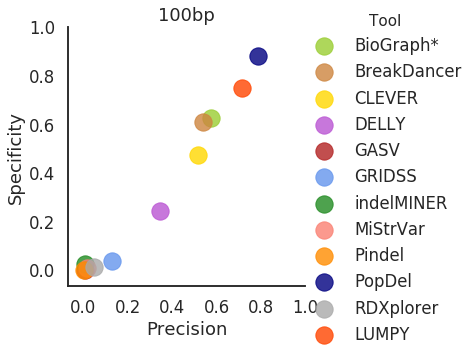 100bp
Tool
BioGraph*
BreakDancer
CLEVER
DELLY
GASV
GRIDSS
indelMINER
MiStrVar
Pindel
PopDel
RDXplorer
LUMPY
Specificity
1.0
0.8
0.6
0.4
0.2
0.0
0.0 0.2 0.4 0.6 0.8 1.0
Precision